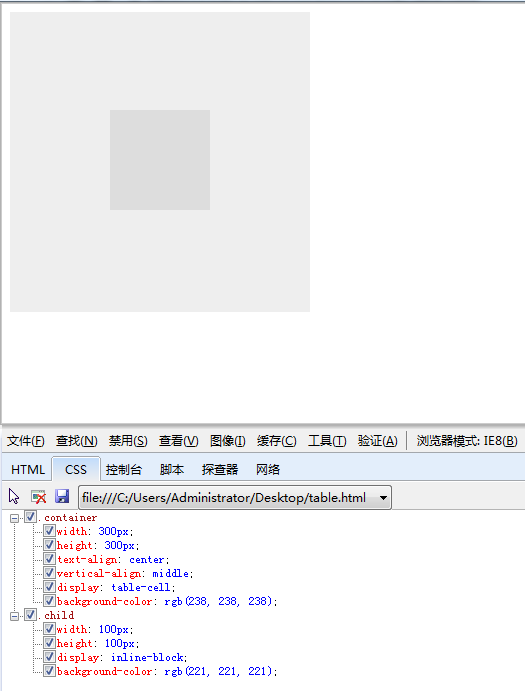 文件(F) 查找(N) 禁用(S) 查看(V) 图像(I) 缓存(C) 工具(T) 验证(A) 浏览器模式: IE8(B)
HTML CSS 控制台 脚本 探查器 网络
file:///C:/Users/Administrator/Desktop/table.html
.container
width: 300px;
height: 300px;
text-align: center;
vertical-align: middle;
display: table-cell;
background-color: rgb(238, 238, 238);
.child
width: 100px;
height: 100px;
display: inline-block;
background-color: rgb(221, 221, 221);